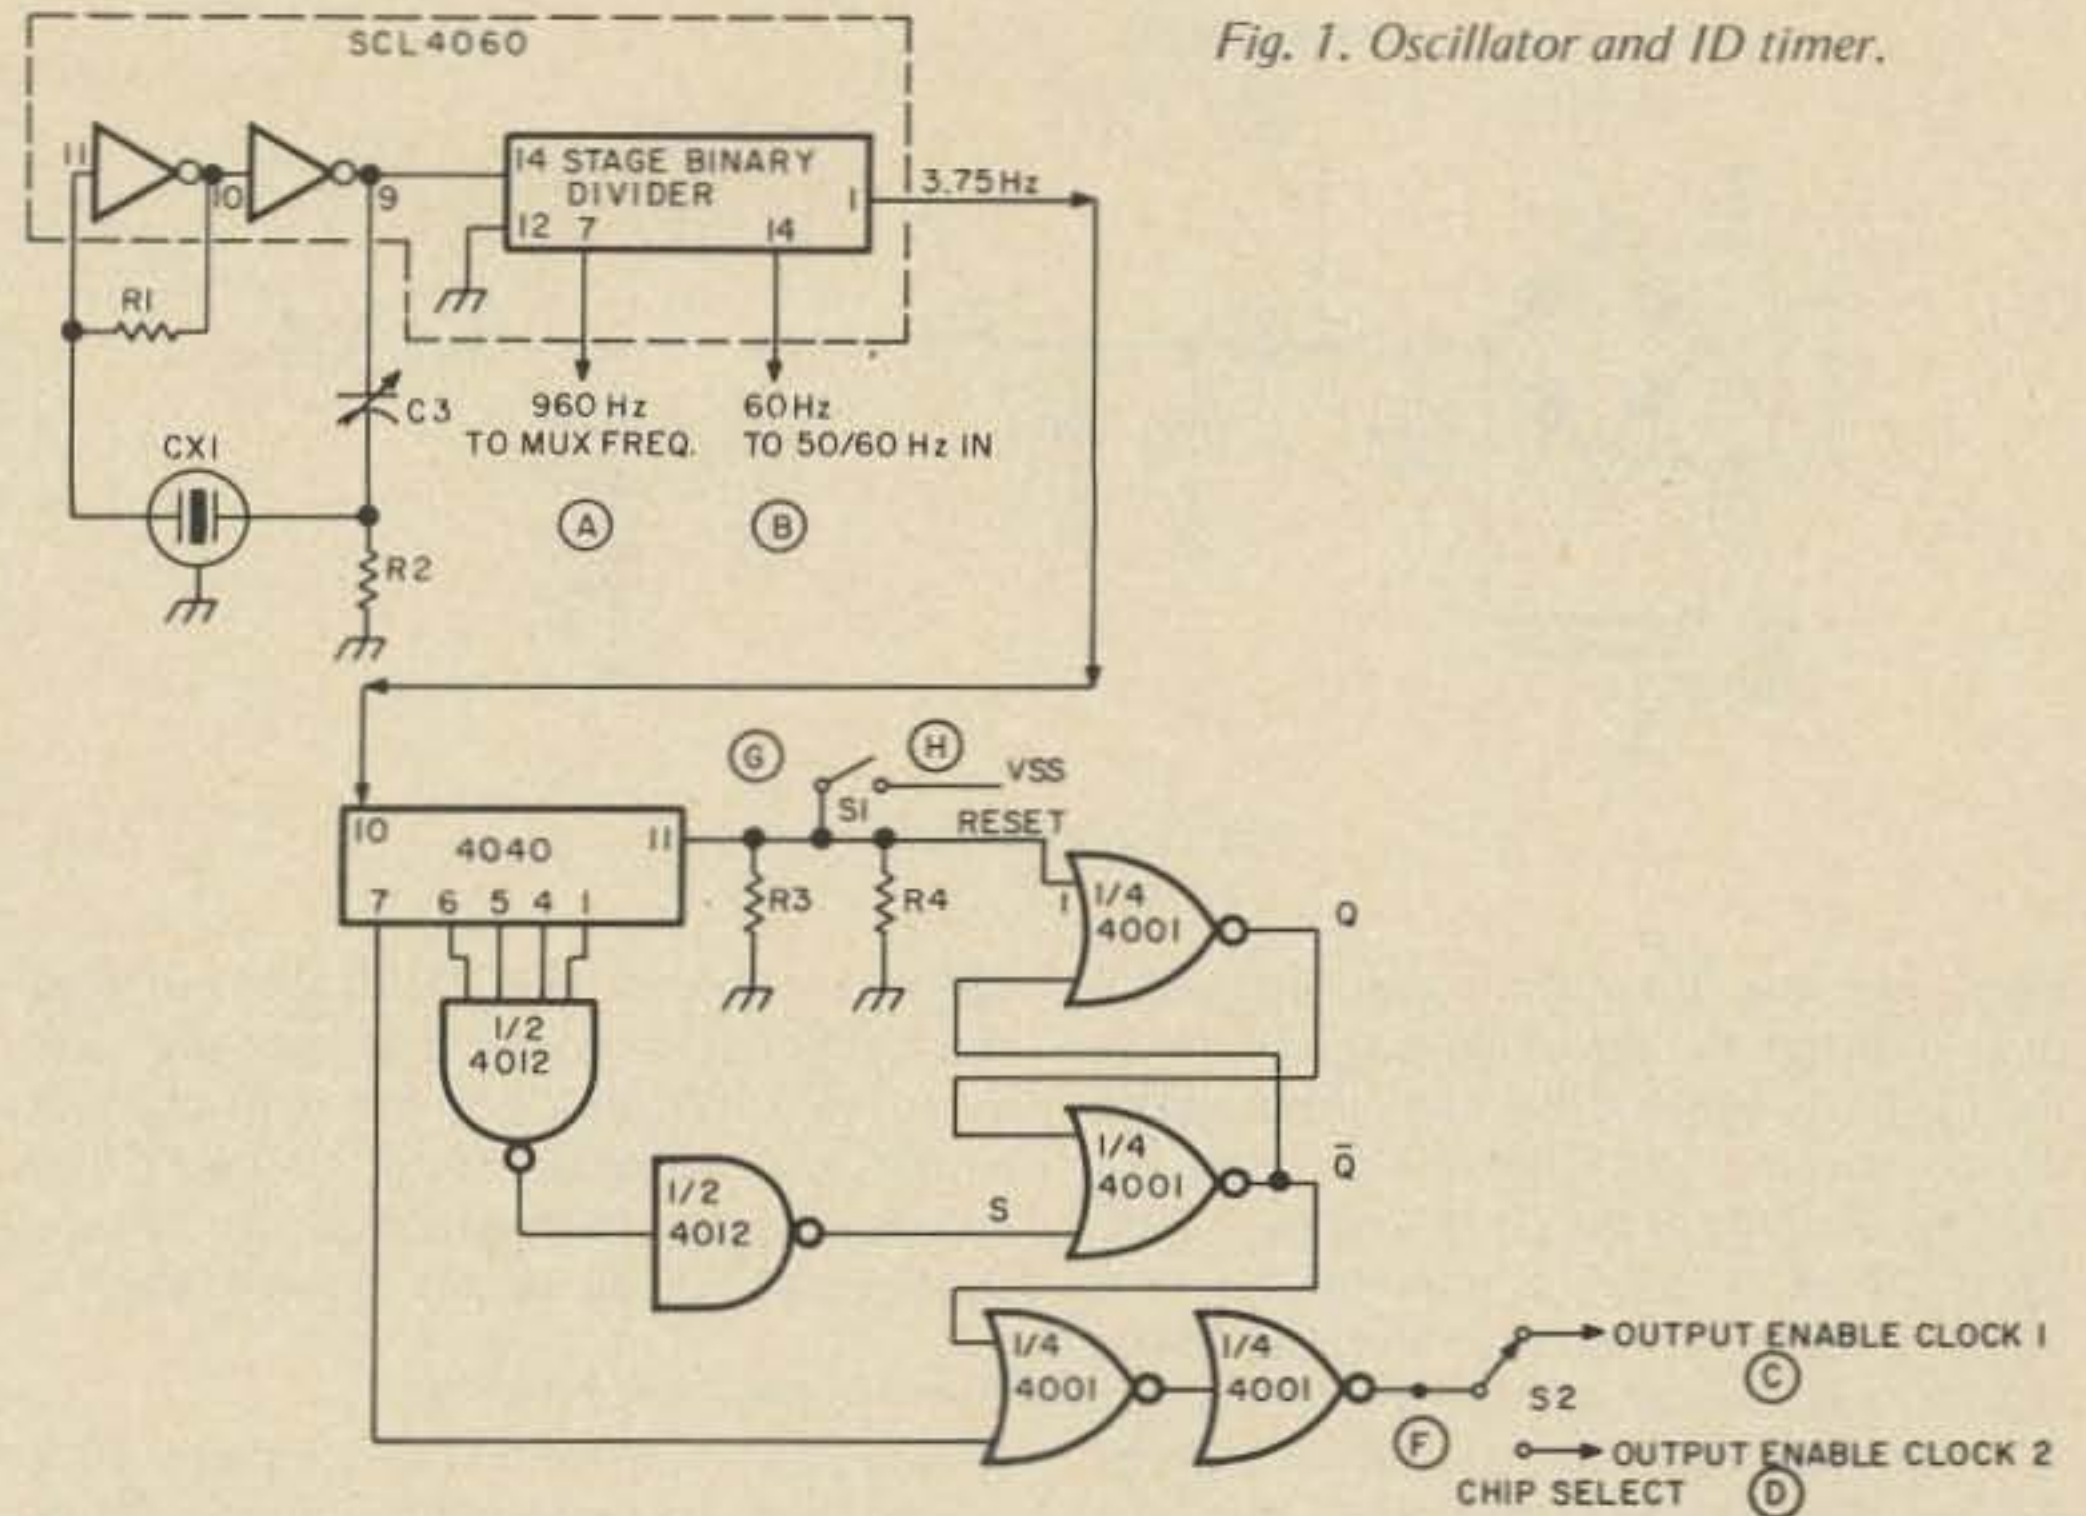 Fig. 1. Oscillator and ID timer.
SCL4060
11
10
9
14 STAGE BINARY
DIVIDER
1
12
7
14
3.75Hz
R1
C3
960 Hz
TO MUX FREQ.
60Hz
TO 50/60 Hz IN
CX1
A
B
R2
G
H
VSS
S1
RESET
10
4040
11
7 6 5 4 1
R3
R4
1
1/4
4001
Q
1/2
4012
1/4
4001
Q̄
1/2
4012
S
1/4
4001
1/4
4001
OUTPUT ENABLE CLOCK 1
C
S2
F
OUTPUT ENABLE CLOCK 2
CHIP SELECT
D